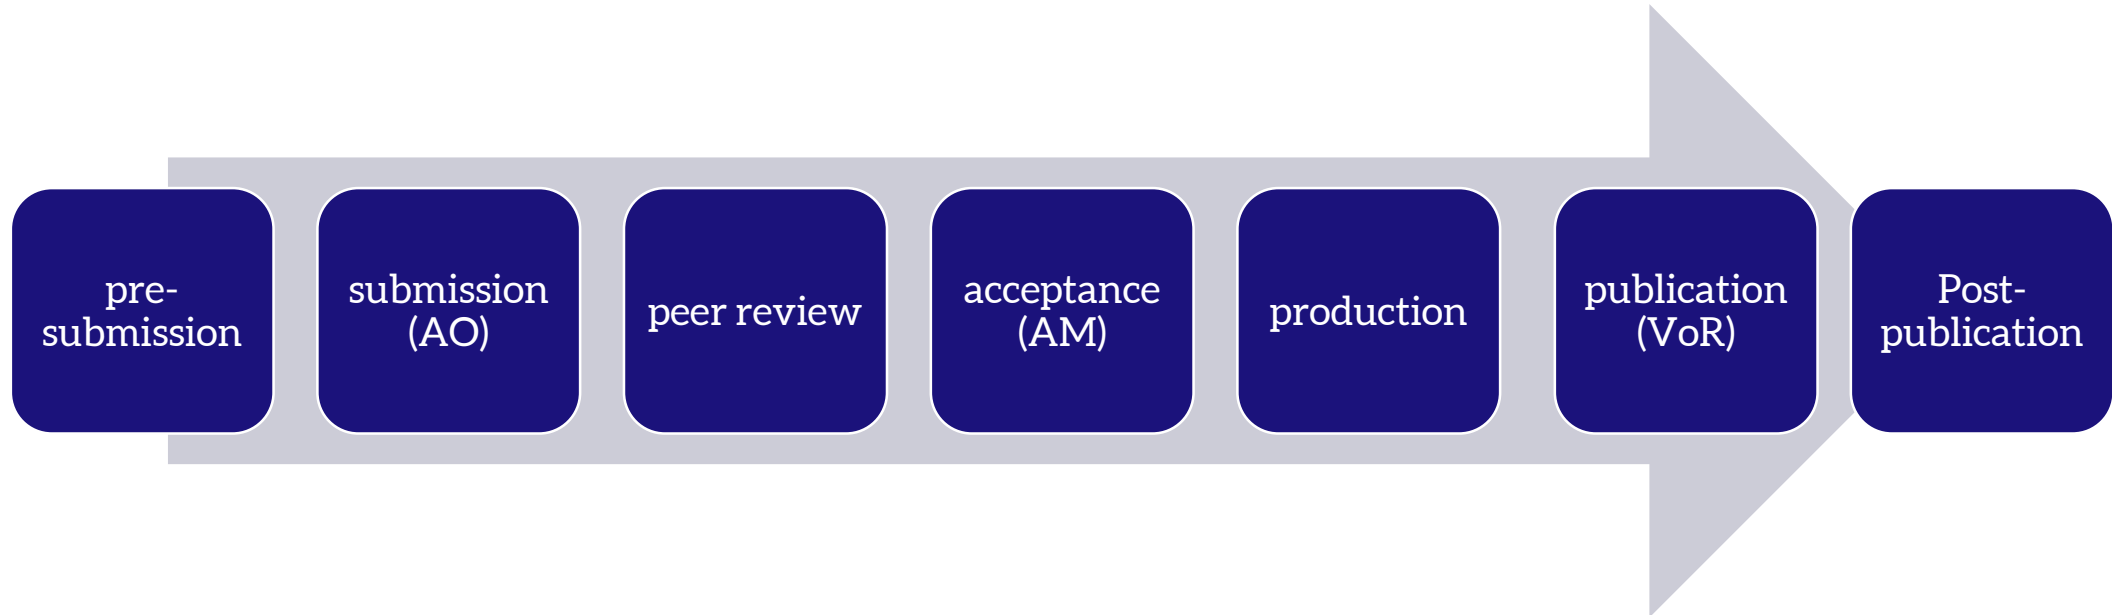 pre-
submission
submission
(AO)
peer review
acceptance
(AM)
production
publication
(VoR)
Post-
publication